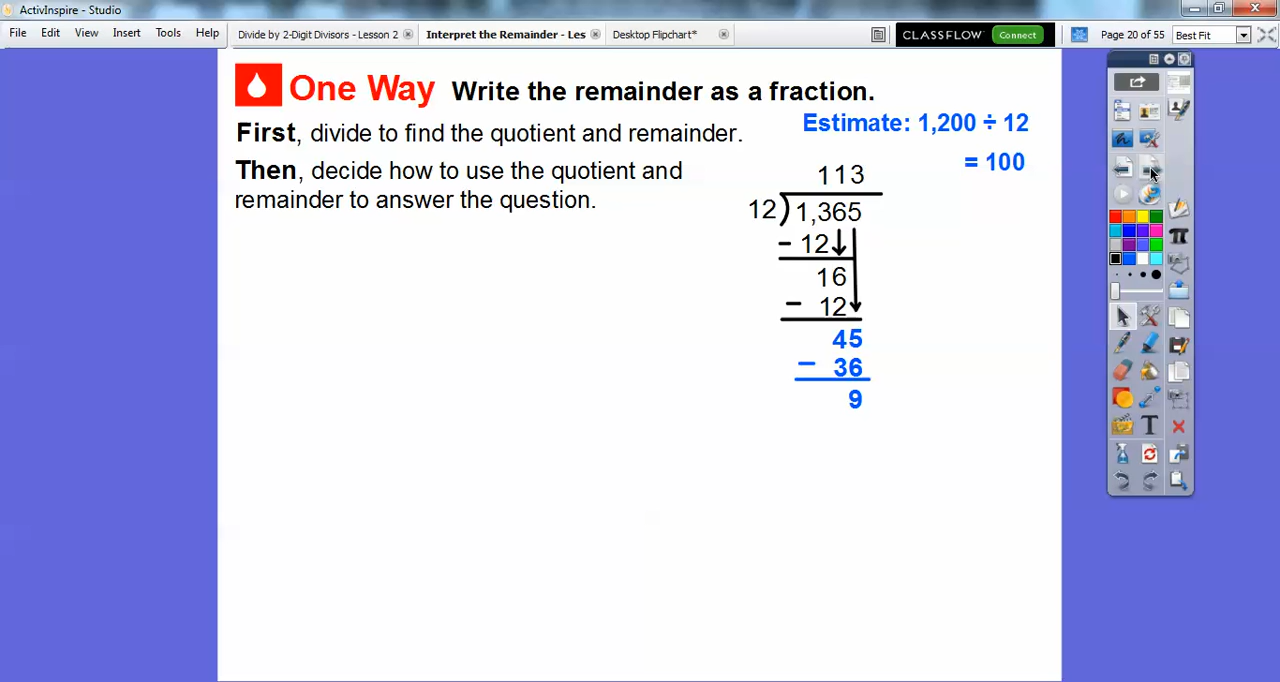 ActivInspire - Studio
File Edit View Insert Tools Help
Divide by 2-Digit Divisors - Lesson 2
Interpret the Remainder - Les
Desktop Flipchart*
CLASSFLOW Connect
Page 20 of 55
Best Fit
One Way Write the remainder as a fraction.
First, divide to find the quotient and remainder.
Estimate: 1,200 ÷ 12
= 100
Then, decide how to use the quotient and
remainder to answer the question.
113
12)1,365
- 12
16
- 12
45
- 36
9
π
T